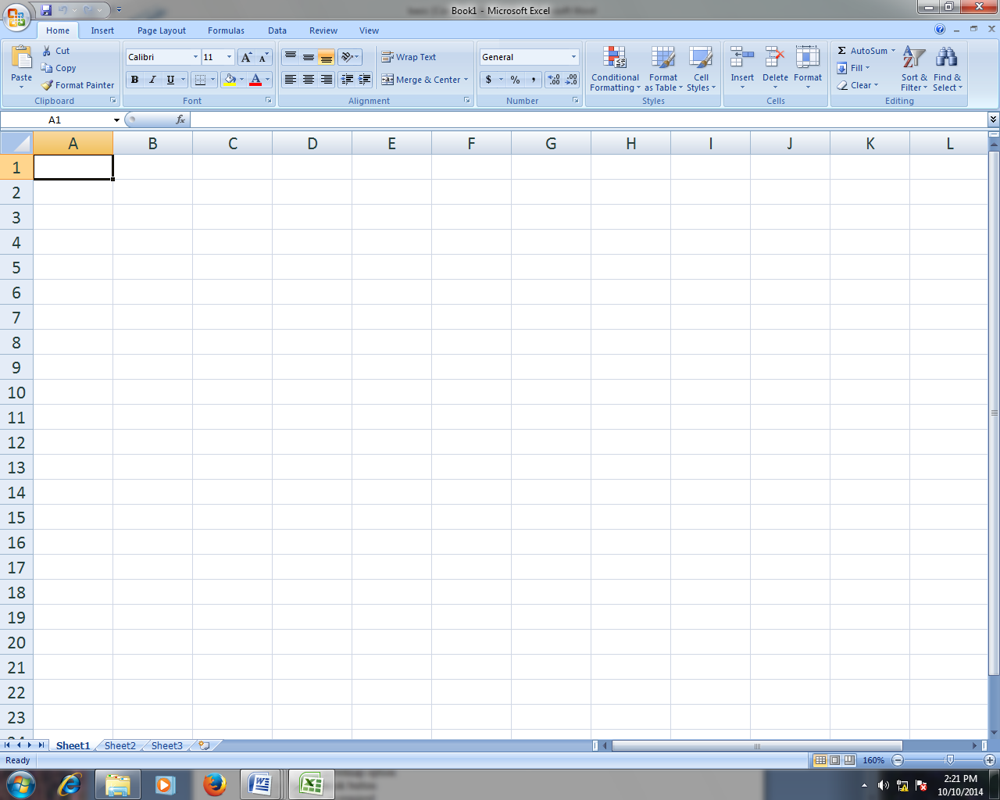 Book1 - Microsoft Excel
Home Insert Page Layout Formulas Data Review View
Paste
Cut
Copy
Format Painter
Clipboard
Calibri 11
B I U
Font
Wrap Text
Merge & Center
Alignment
General
$ % ,
Number
Conditional Formatting
Format as Table
Cell Styles
Styles
Insert Delete Format
Cells
Σ AutoSum
Fill
Clear
Sort & Filter
Find & Select
Editing
A1 fx
A B C D E F G H I J K L
1
2
3
4
5
6
7
8
9
10
11
12
13
14
15
16
17
18
19
20
21
22
23
24
Sheet1 Sheet2 Sheet3
Ready 160%
2:21 PM
10/10/2014